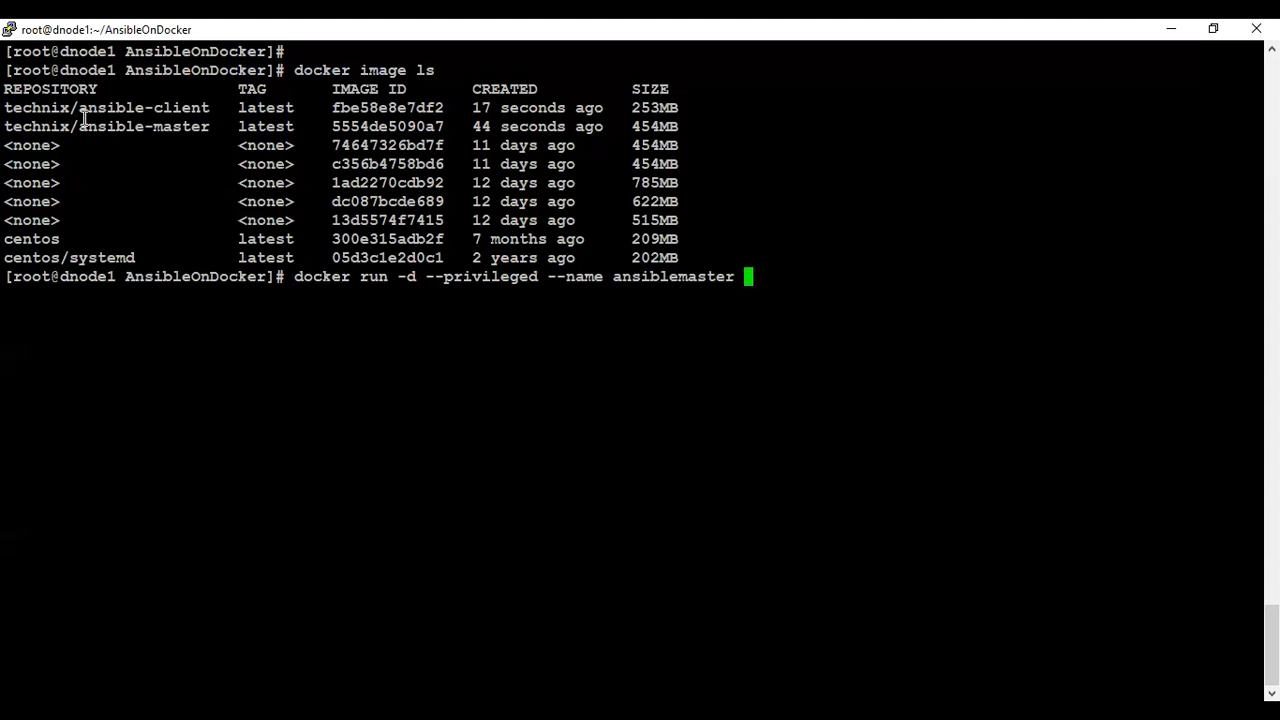 root@dnode1:~/AnsibleOnDocker
[root@dnode1 AnsibleOnDocker]#
[root@dnode1 AnsibleOnDocker]# docker image ls
REPOSITORY TAG IMAGE ID CREATED SIZE
technix/ansible-client latest fbe58e8e7df2 17 seconds ago 253MB
technix/ansible-master latest 5554de5090a7 44 seconds ago 454MB
<none> <none> 74647326bd7f 11 days ago 454MB
<none> <none> c356b4758bd6 11 days ago 454MB
<none> <none> 1ad2270cdb92 12 days ago 785MB
<none> <none> dc087bcde689 12 days ago 622MB
<none> <none> 13d5574f7415 12 days ago 515MB
centos latest 300e315adb2f 7 months ago 209MB
centos/systemd latest 05d3c1e2d0c1 2 years ago 202MB
[root@dnode1 AnsibleOnDocker]# docker run -d --privileged --name ansiblemaster